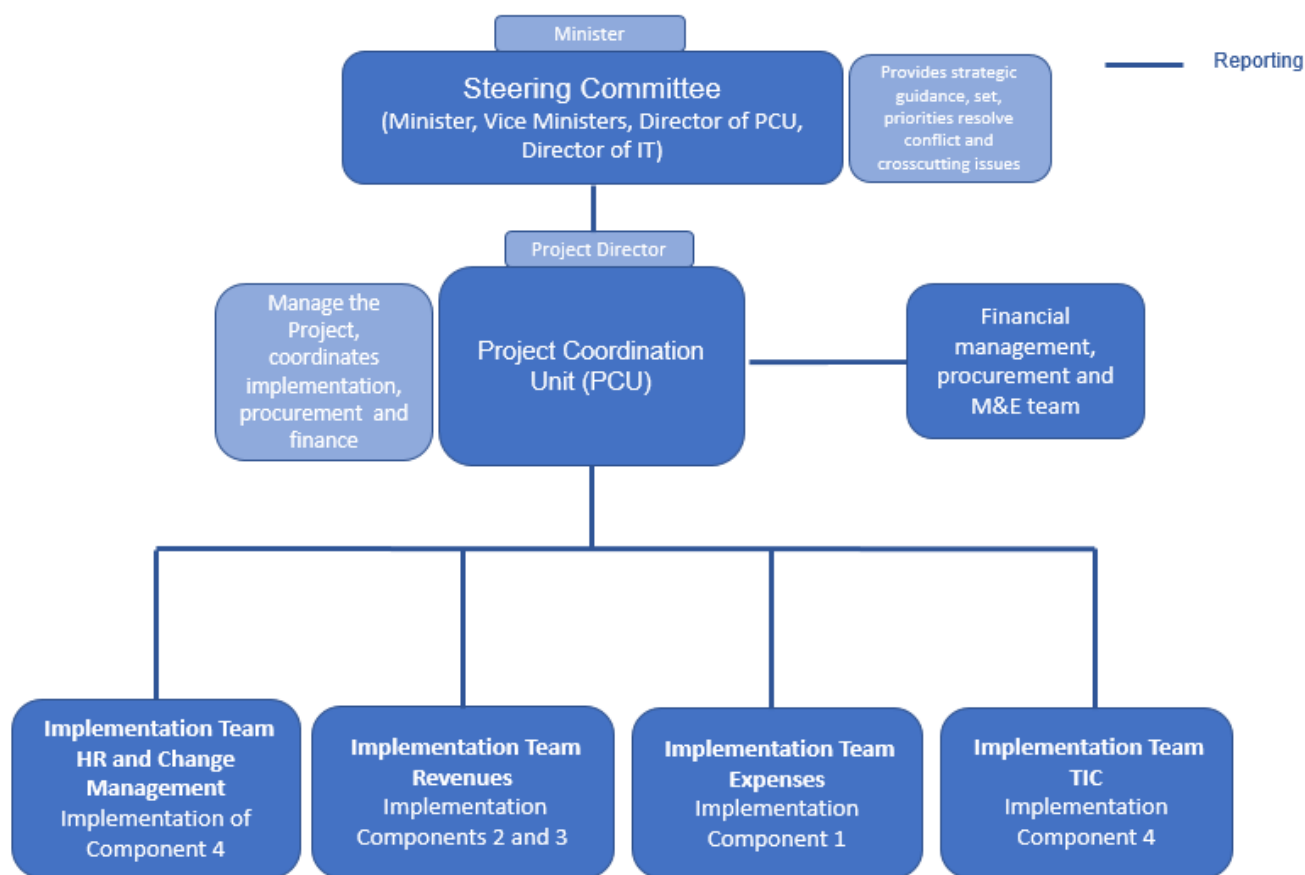 Minister
Steering Committee
(Minister, Vice Ministers, Director of PCU,
Director of IT)
Provides strategic
guidance, set,
priorities resolve
conflict and
crosscutting issues
Reporting
Project Director
Project Coordination
Unit (PCU)
Manage the
Project,
coordinates
implementation,
procurement and
finance
Financial
management,
procurement and
M&E team
Implementation Team
HR and Change
Management
Implementation of
Component 4
Implementation Team
Revenues
Implementation
Components 2 and 3
Implementation Team
Expenses
Implementation
Component 1
Implementation Team
TIC
Implementation
Component 4